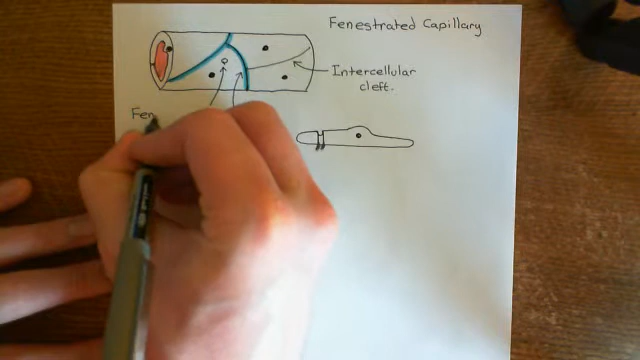 Fenestrated Capillary
Intercellular
cleft.
Fen